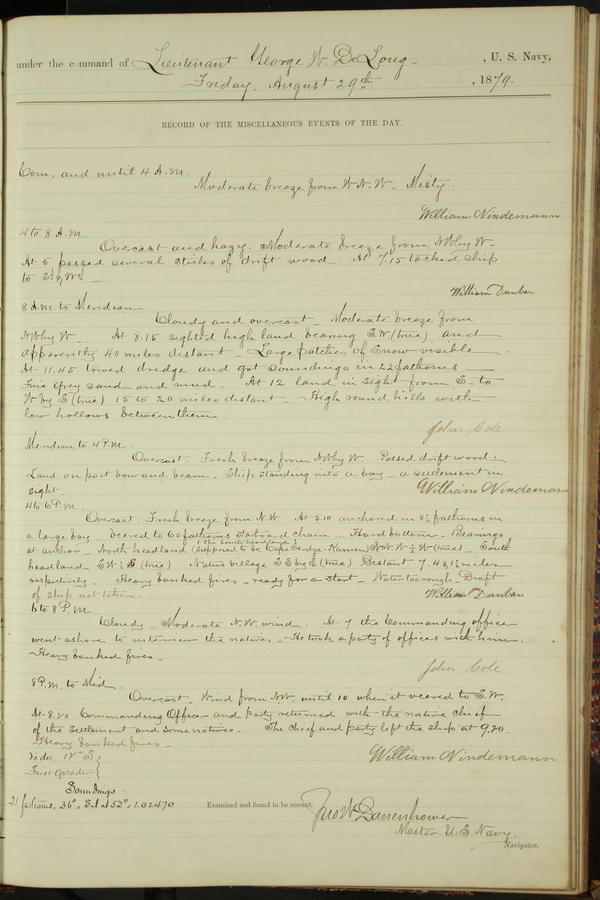 under the command of Lieutenant George W. De Long , U. S. Navy,
Friday, August 29th , 1879.
RECORD OF THE MISCELLANEOUS EVENTS OF THE DAY.
Com. and until 4 A.M.
Moderate breeze from W.N.W. Misty.
William Nindemann
4 to 8 A.M.
Overcast and hazy. Moderate breeze from N.W by W.
At 5 passed several sticks of drift wood. At 7.15 tacked ship
to
William Dunbar
8 A.M. to Meridian.
Cloudy and overcast. Moderate breeze from
N.W by W. At 8.15 sighted high land bearing S.W (true) and
apparently 40 miles distant. Large patches of Snow visible.
At 11.45 towed dredge and got soundings in 22 fathoms
Fine grey sand and mud. At 12 land in sight from S. to
W by S (true) 15 to 20 miles distant. High round hills with
low hollows between them.
John Cole
Meridian to 4 P.M.
Overcast. Fresh breeze from N.W by W. Passed drift wood.
Land on port bow and beam. Ship standing into a bay a settlement in
sight.
William Nindemann
4 to 6 P.M.
Overcast. Fresh breeze from N.W. At 5.10 anchored in 8½ fathoms in
a large bay. Veered to 60 fathoms starboard chain. Hard bottom. Bearings
at anchor. North headland (supposed to be Cape Serdze Kamen) (true) South
headland (true) Native village S E by E (true) Distant 7. 4 miles
respectively. Heavy banked fires ready for a start. Water too rough. Draft
of ship not taken.
William Dunbar
6 to 8 P.M.
Cloudy. Moderate N.W. wind. At 7 the Commanding officer
went ashore to interview the natives. He took a party of officers with him.
Heavy banked fires.
John Cole
8 P.M. to Mid.
Overcast. Wind from N.W. until 10 when it veered to S.W.
At 8.20 Commanding Officer and party returned with the native chief
of the settlement and some natives. The chief and party left the ship at 9.20.
Heavy banked fires.
William Nindemann
First Quarter
Soundings
21 fathoms, 36°, S.d at 52°, 1.02470
Examined and found to be correct.
Jno W. Danenhower
Master, U.S. Navy.
Navigator.